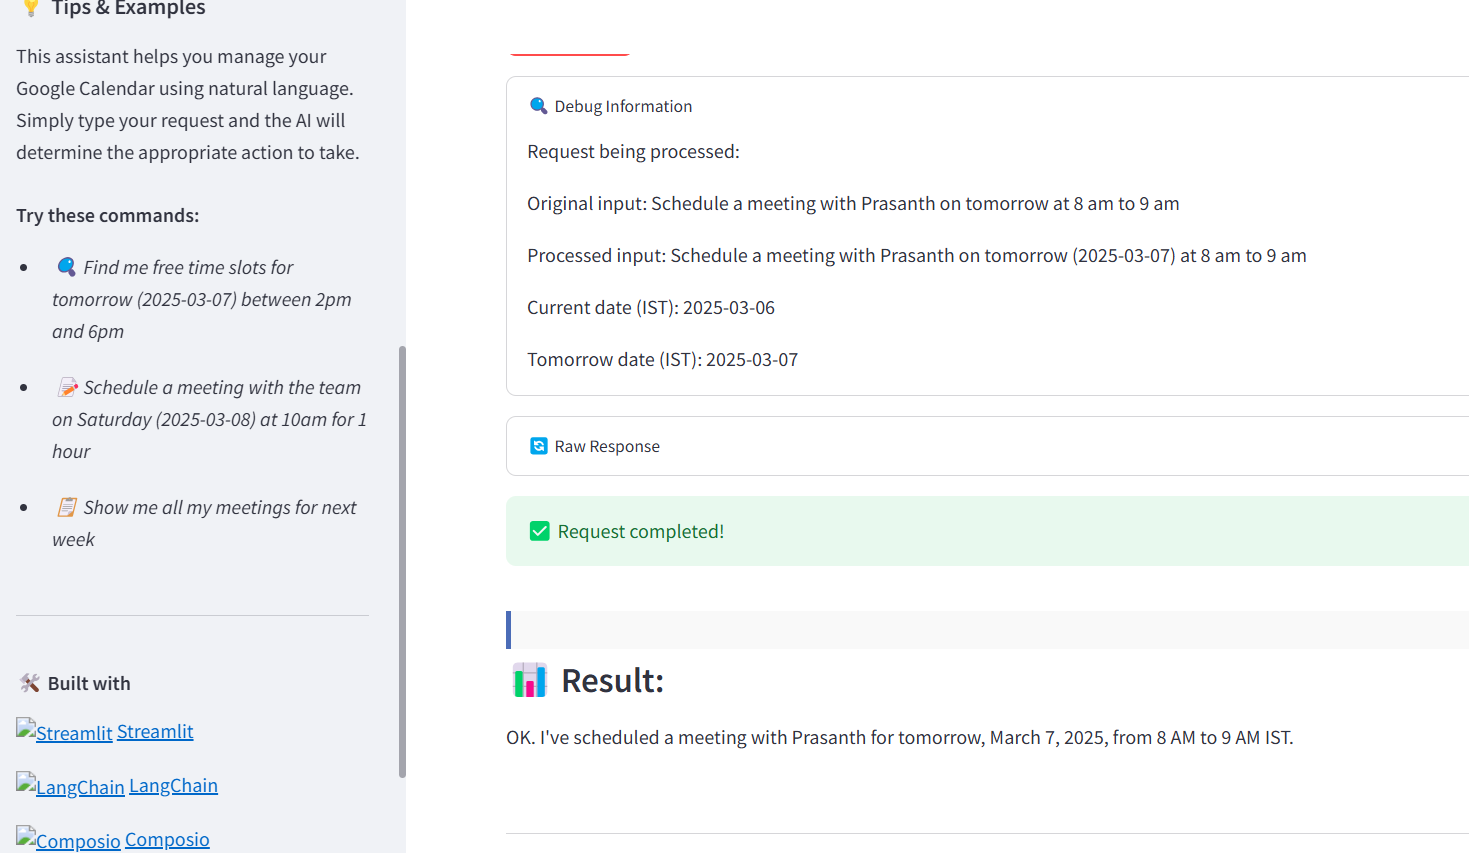 Tips & Examples
This assistant helps you manage your
Google Calendar using natural language.
Simply type your request and the AI will
determine the appropriate action to take.
Try these commands:
Find me free time slots for
tomorrow (2025-03-07) between 2pm
and 6pm
Schedule a meeting with the team
on Saturday (2025-03-08) at 10am for 1
hour
Show me all my meetings for next
week
Built with
Streamlit Streamlit
LangChain LangChain
Composio Composio
Debug Information
Request being processed:
Original input: Schedule a meeting with Prasanth on tomorrow at 8 am to 9 am
Processed input: Schedule a meeting with Prasanth on tomorrow (2025-03-07) at 8 am to 9 am
Current date (IST): 2025-03-06
Tomorrow date (IST): 2025-03-07
Raw Response
Request completed!
Result:
OK. I've scheduled a meeting with Prasanth for tomorrow, March 7, 2025, from 8 AM to 9 AM IST.